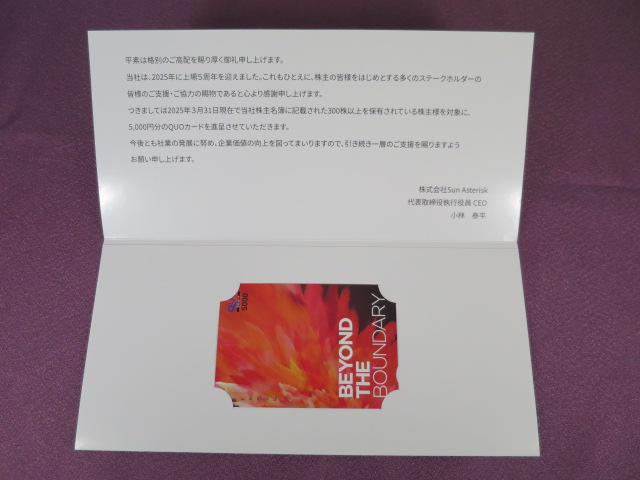 平素は格別のご高配を賜り厚く御礼申し上げます。
当社は、2025年に上場5周年を迎えました。これもひとえに、株主の皆様をはじめとする多くのステークホルダーの
皆様のご支援・ご協力の賜物であると心より感謝申し上げます。
つきましては2025年3月31日現在で当社株主名簿に記載された300株以上を保有されている株主様を対象に、
5,000円分のQUOカードを進呈させていただきます。
今後とも社業の発展に努め、企業価値の向上を図ってまいりますので、引き続き一層のご支援を賜りますよう
お願い申し上げます。
株式会社Sun Asterisk
代表取締役執行役員 CEO
小林 泰平
5000
BEYOND
THE
BOUNDARY